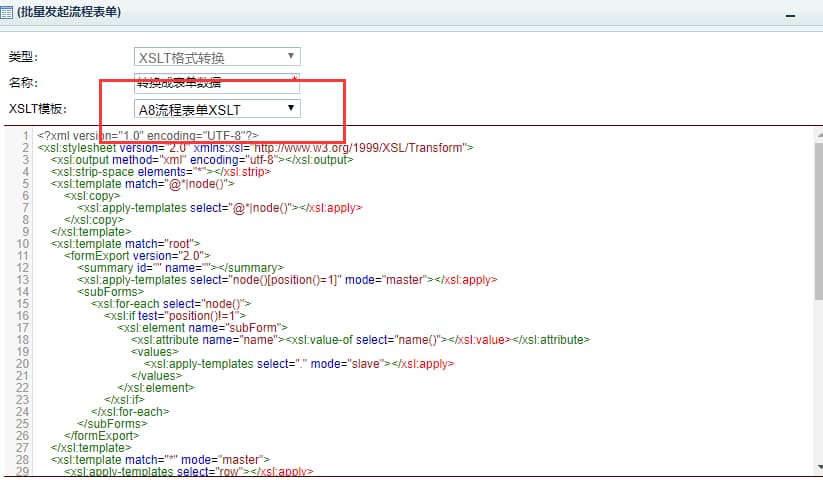 (批量发起流程表单)
类型: XSLT格式转换
名称: 转换成表单数据 *
XSLT模板: A8流程表单XSLT
1 <?xml version="1.0" encoding="UTF-8"?>
2 <xsl:stylesheet version="2.0" xmlns:xsl="http://www.w3.org/1999/XSL/Transform">
3 <xsl:output method="xml" encoding="utf-8"></xsl:output>
4 <xsl:strip-space elements="*"></xsl:strip>
5 <xsl:template match="@*|node()">
6 <xsl:copy>
7 <xsl:apply-templates select="@*|node()"></xsl:apply>
8 </xsl:copy>
9 </xsl:template>
10 <xsl:template match="root">
11 <formExport version="2.0">
12 <summary id="" name=""></summary>
13 <xsl:apply-templates select="node()[position()=1]" mode="master"></xsl:apply>
14 <subForms>
15 <xsl:for-each select="node()">
16 <xsl:if test="position()!=1">
17 <xsl:element name="subForm">
18 <xsl:attribute name="name"><xsl:value-of select="name()"></xsl:value></xsl:attribute>
19 <values>
20 <xsl:apply-templates select="." mode="slave"></xsl:apply>
21 </values>
22 </xsl:element>
23 </xsl:if>
24 </xsl:for-each>
25 </subForms>
26 </formExport>
27 </xsl:template>
28 <xsl:template match="*" mode="master">
29 <xsl:apply-templates select="row"></xsl:apply>